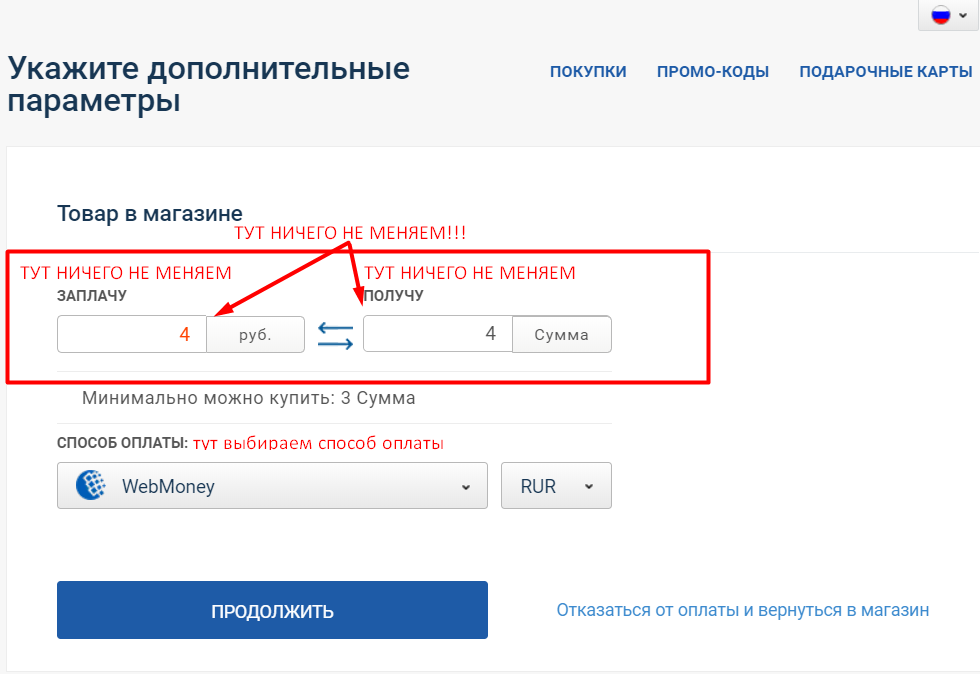 Укажите дополнительные
параметры
ПОКУПКИ ПРОМО-КОДЫ ПОДАРОЧНЫЕ КАРТЫ
Товар в магазине
ТУТ НИЧЕГО НЕ МЕНЯЕМ!!!
ТУТ НИЧЕГО НЕ МЕНЯЕМ ТУТ НИЧЕГО НЕ МЕНЯЕМ
ЗАПЛАЧУ ПОЛУЧУ
4 руб. 4 Сумма
Минимально можно купить: 3 Сумма
СПОСОБ ОПЛАТЫ: тут выбираем способ оплаты
WebMoney RUR
ПРОДОЛЖИТЬ Отказаться от оплаты и вернуться в магазин